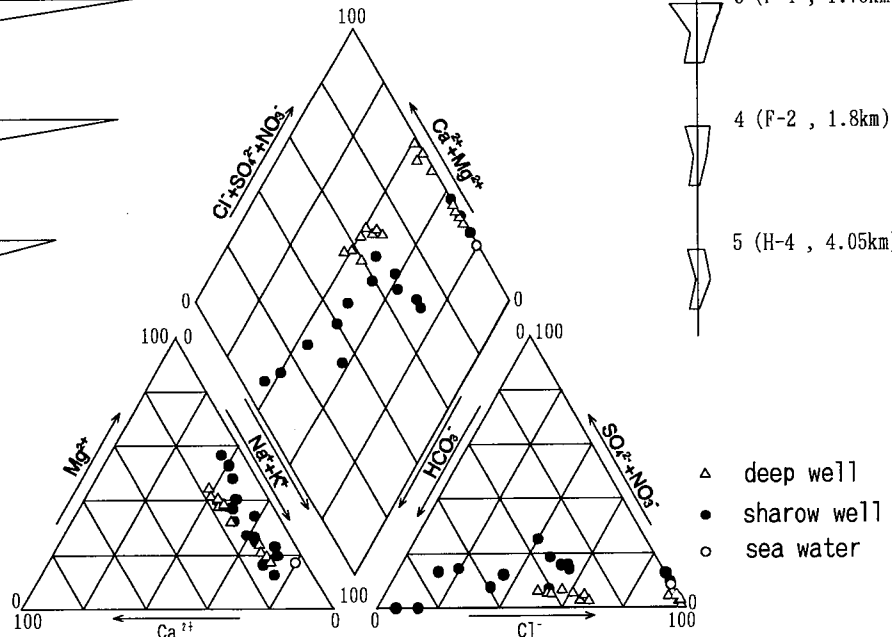 100
4 (F-2 , 1.8km)
5 (H-4 , 4.05km
Cl⁻+SO₄²⁻+NO₃⁻
Ca²⁺+Mg²⁺
0
0
100 0
0 100
Mg²⁺
Na⁺+K⁺
HCO₃⁻
SO₄²⁻+NO₃⁻
deep well
sharow well
sea water
0
100
Ca²⁺
0
100
0
Cl⁻
100
0